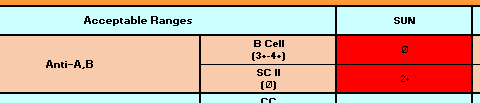 Acceptable Ranges SUN
B Cell
(3+-4+) Ø
Anti-A,B
SC II
(Ø) 2+
CC